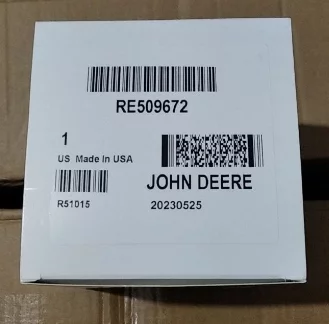 RE509672
1
US Made In USA
JOHN DEERE
R51015
20230525